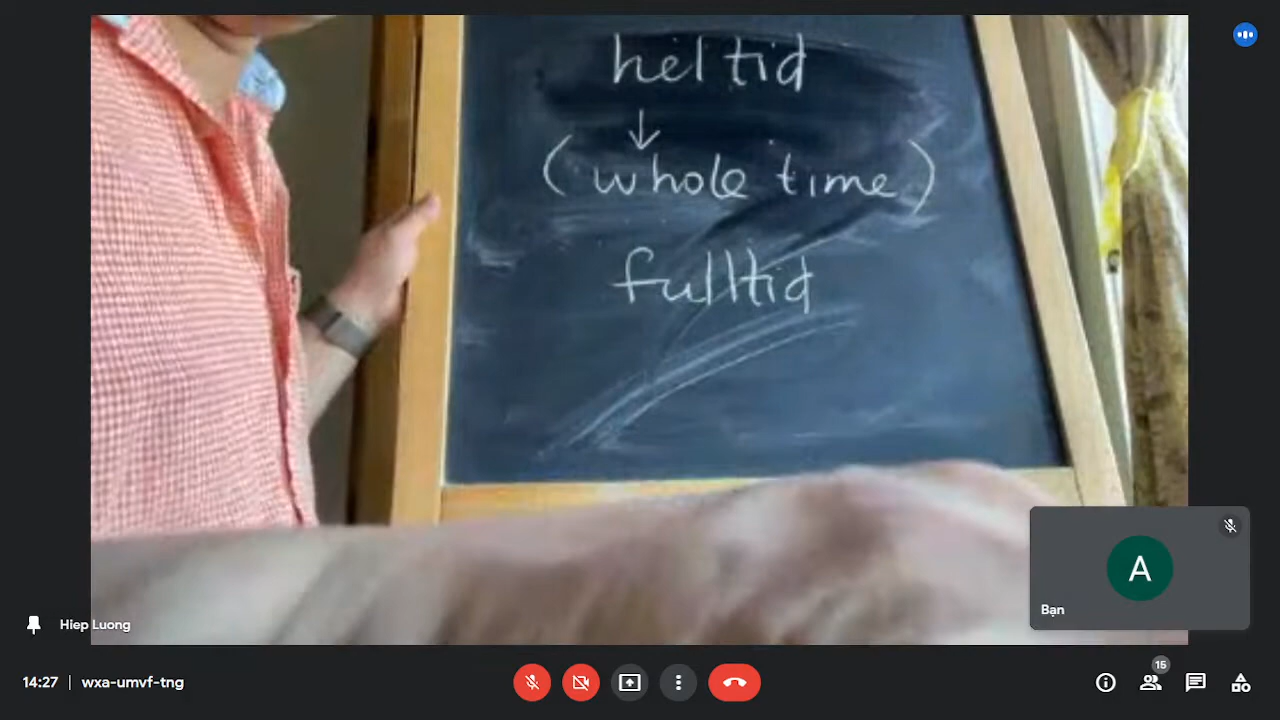 hel tid
↓
(whole time)
fulltid
A
Bạn
Hiep Luong
14:27 | wxa-umvf-tng
15